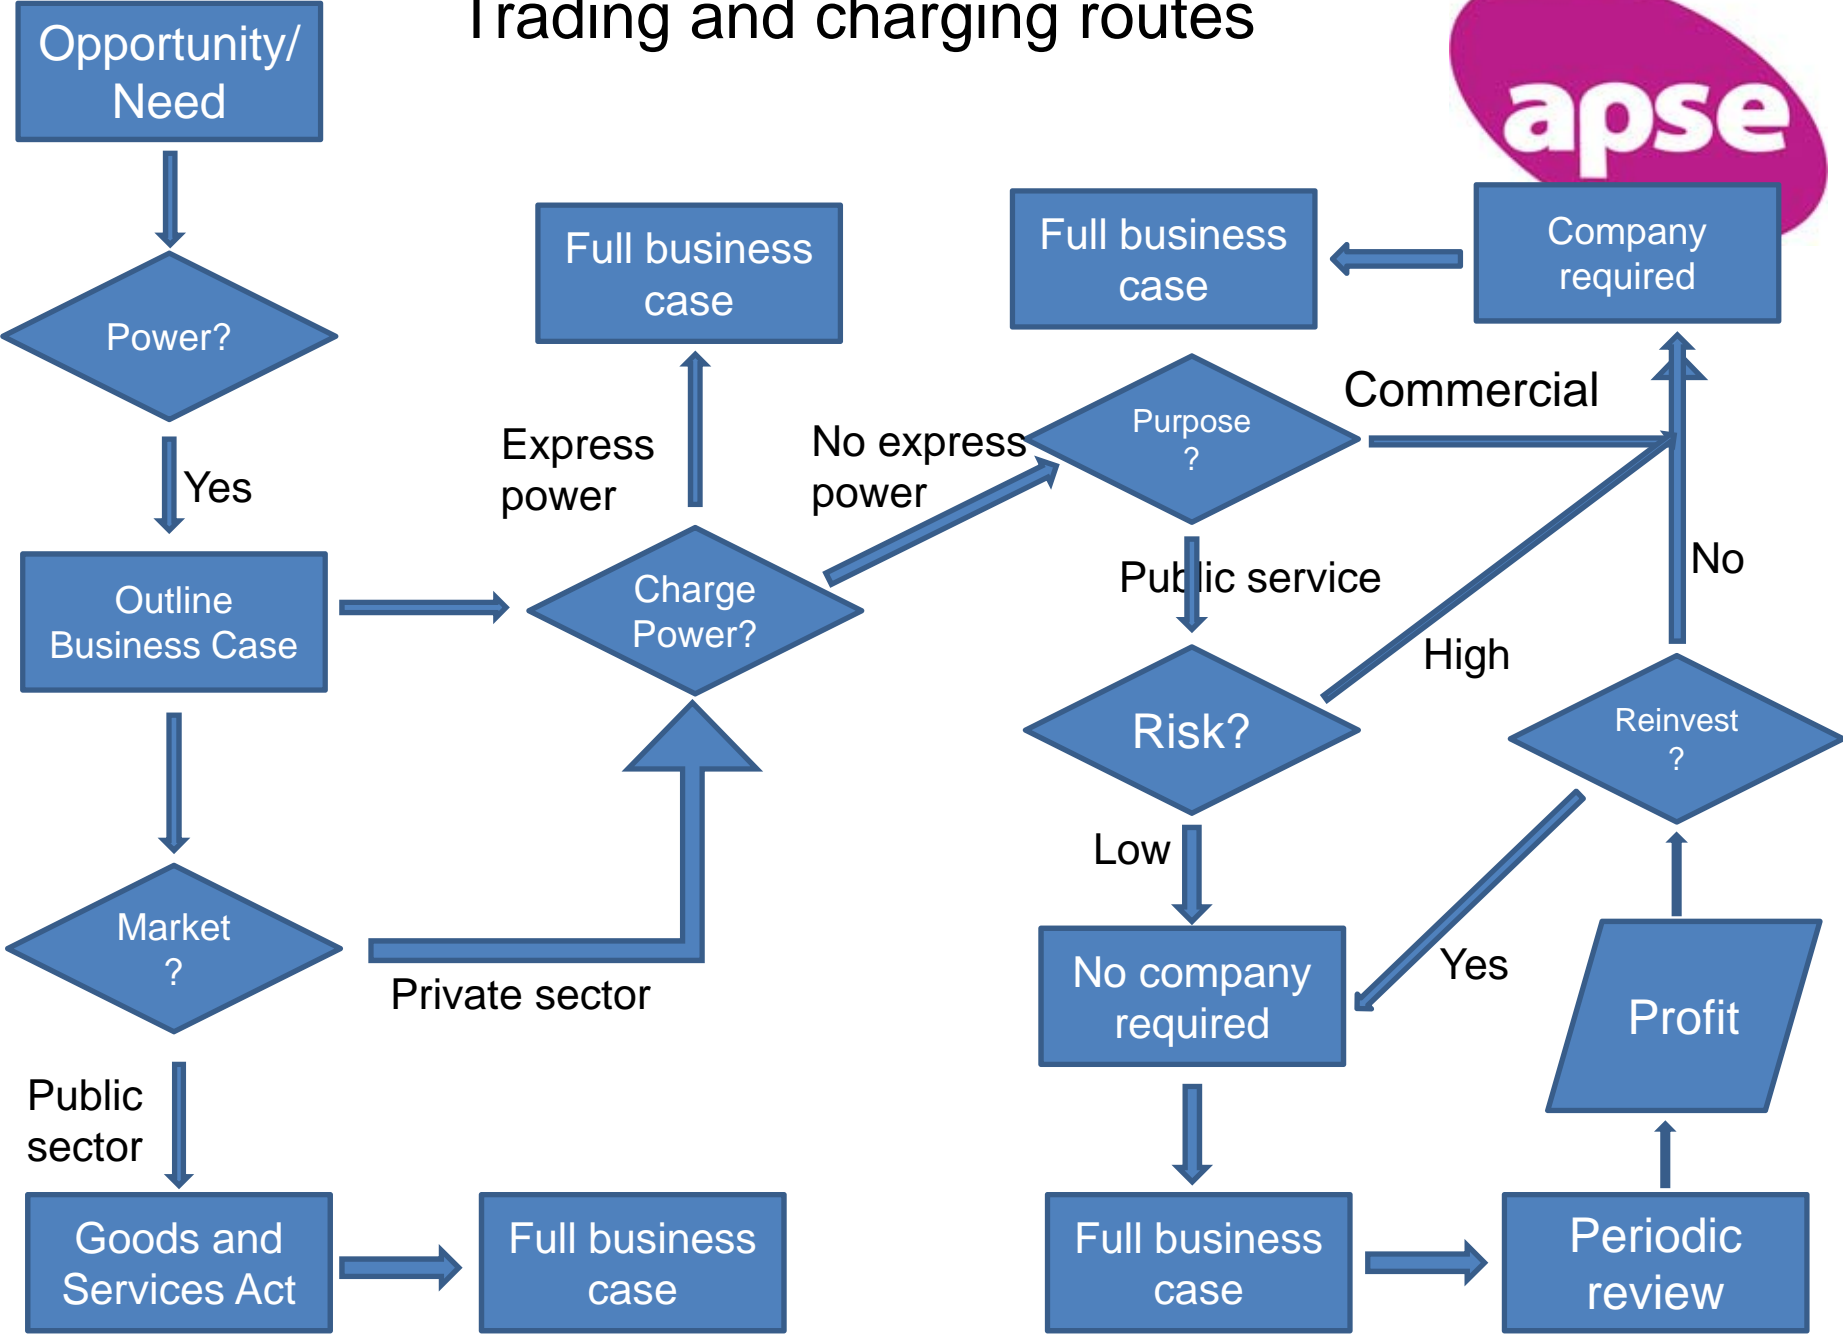 Trading and charging routes
apse
Opportunity/
Need
Power?
Yes
Outline
Business Case
Market
?
Private sector
Public
sector
Goods and
Services Act
Full business
case
Full business
case
Express
power
Charge
Power?
No express
power
Full business
case
Company
required
Purpose
?
Commercial
Public service
Risk?
High
No
Reinvest
?
Low
Yes
No company
required
Profit
Full business
case
Periodic
review